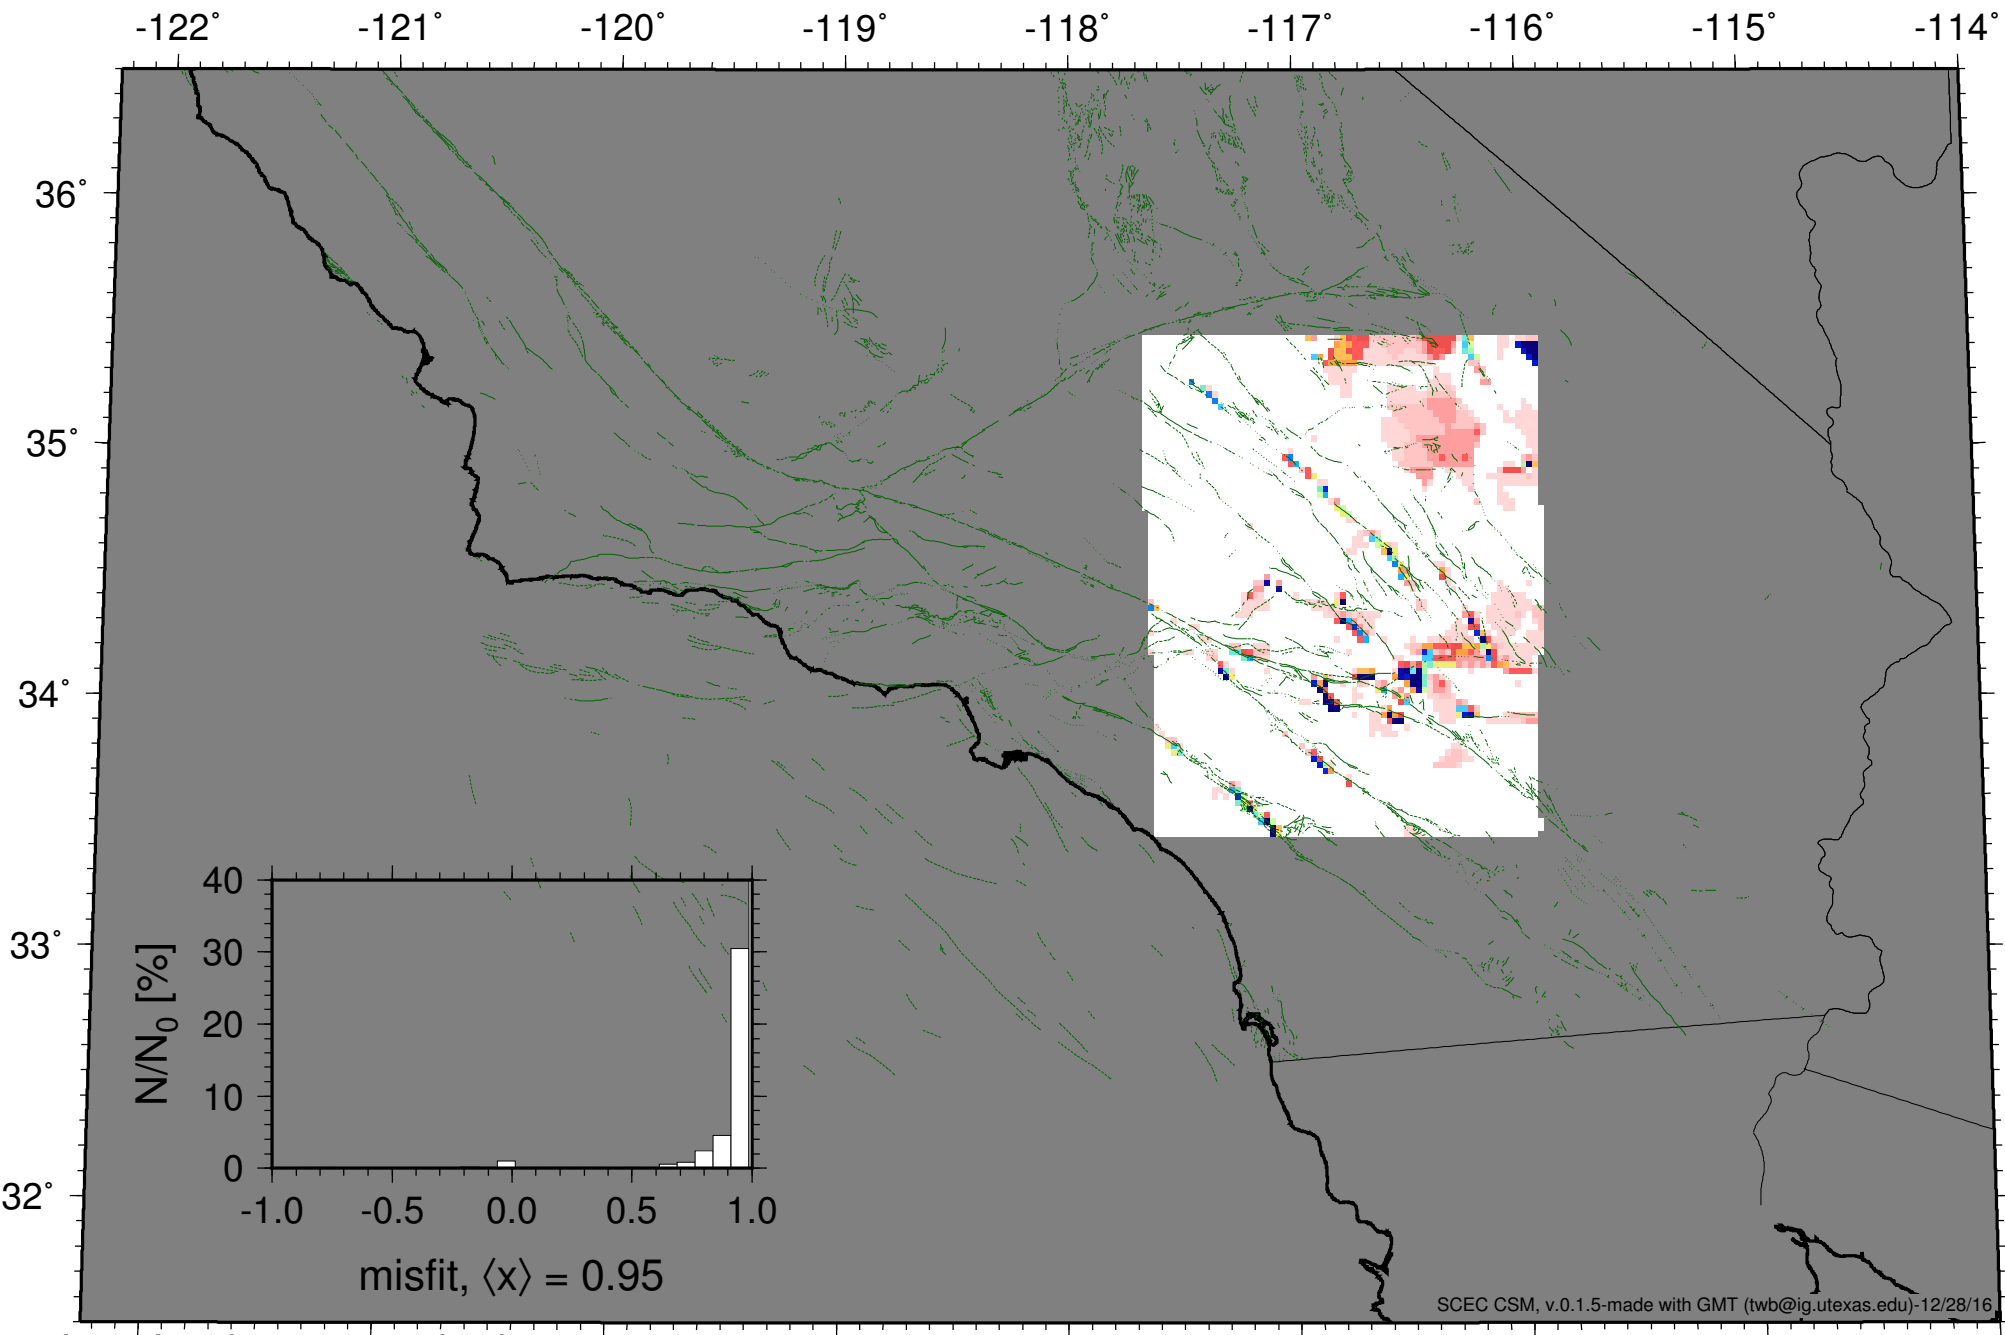 -122˚ -121˚ -120˚ -119˚ -118˚ -117˚ -116˚ -115˚ -114˚
36˚
35˚
34˚
33˚
32˚
40
30
20
10
0
N/N0 [%]
-1.0 -0.5 0.0 0.5 1.0
misfit, ⟨x⟩ = 0.95
SCEC CSM, v.0.1.5-made with GMT (twb@ig.utexas.edu)-12/28/16